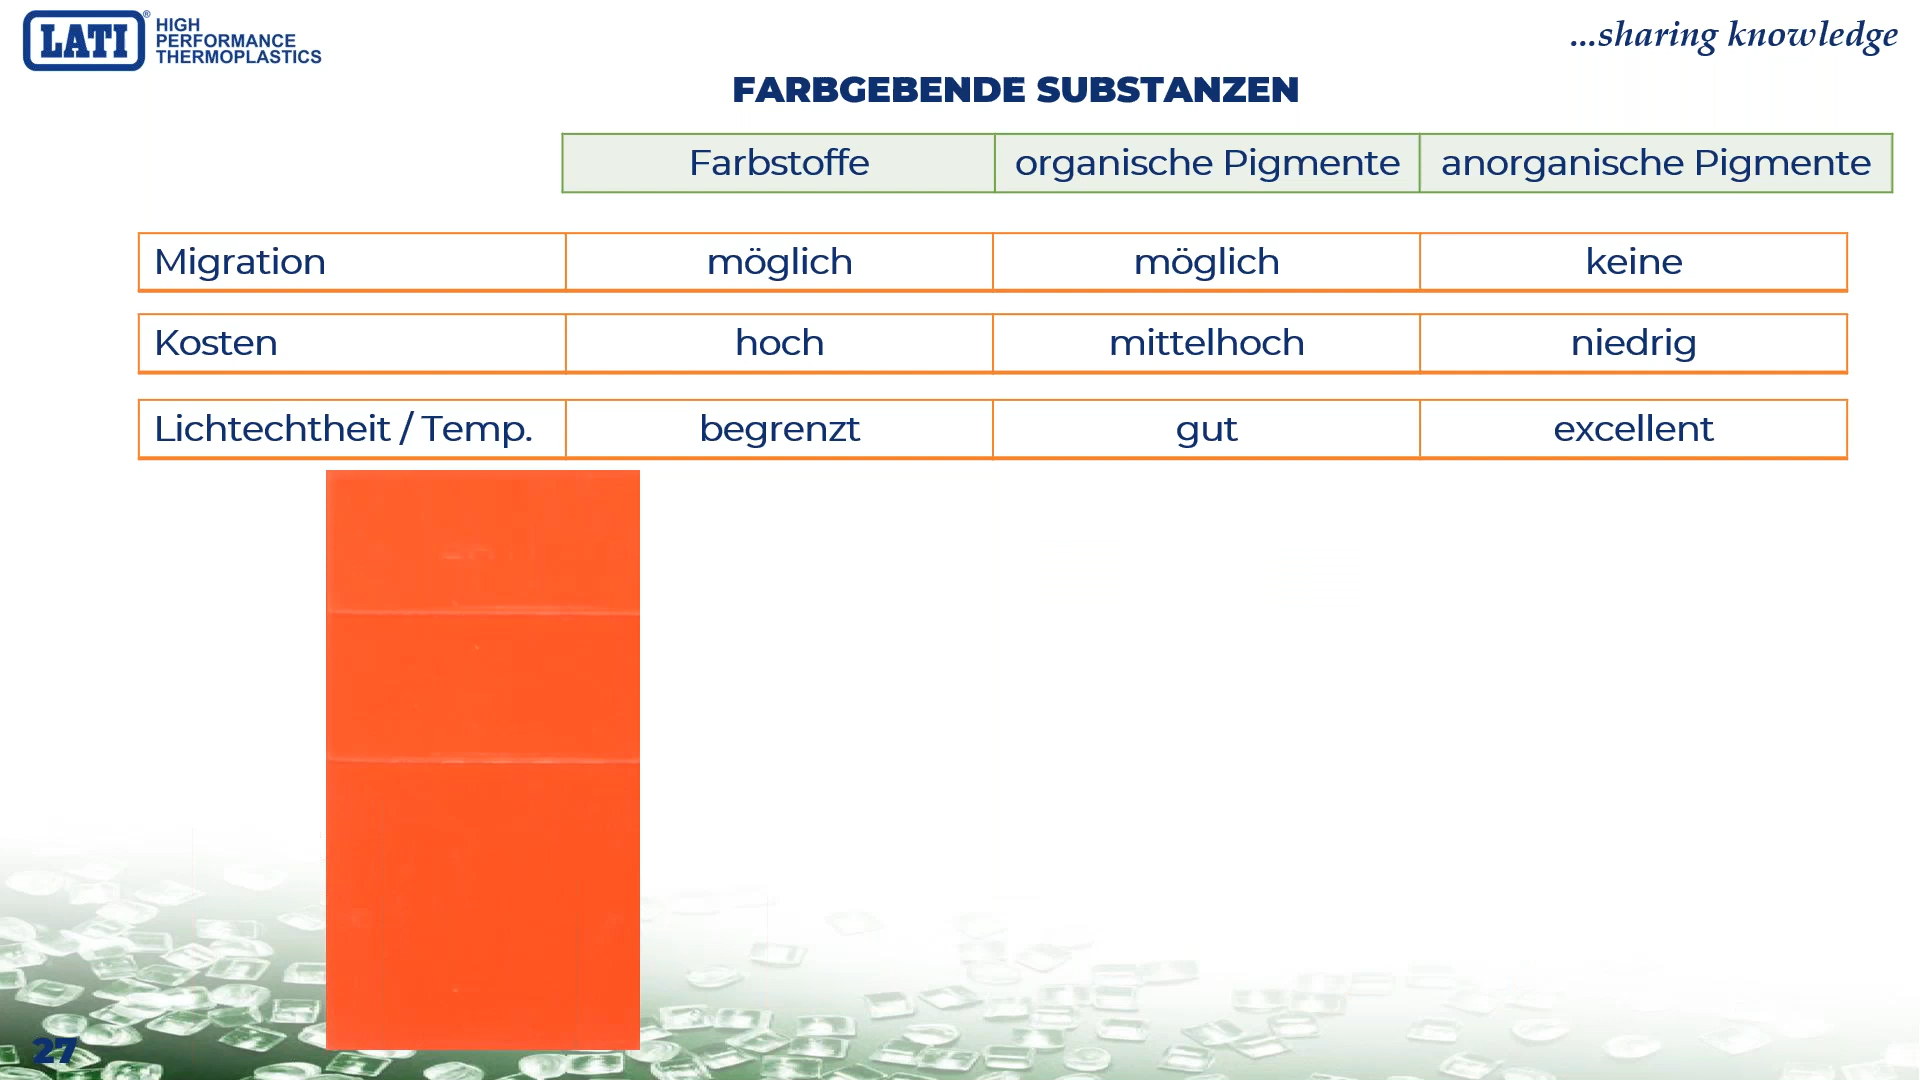 LATI® HIGH PERFORMANCE THERMOPLASTICS
...sharing knowledge
FARBGEBENDE SUBSTANZEN
Farbstoffe organische Pigmente anorganische Pigmente
Migration möglich möglich keine
Kosten hoch mittelhoch niedrig
Lichtechtheit / Temp. begrenzt gut excellent
27